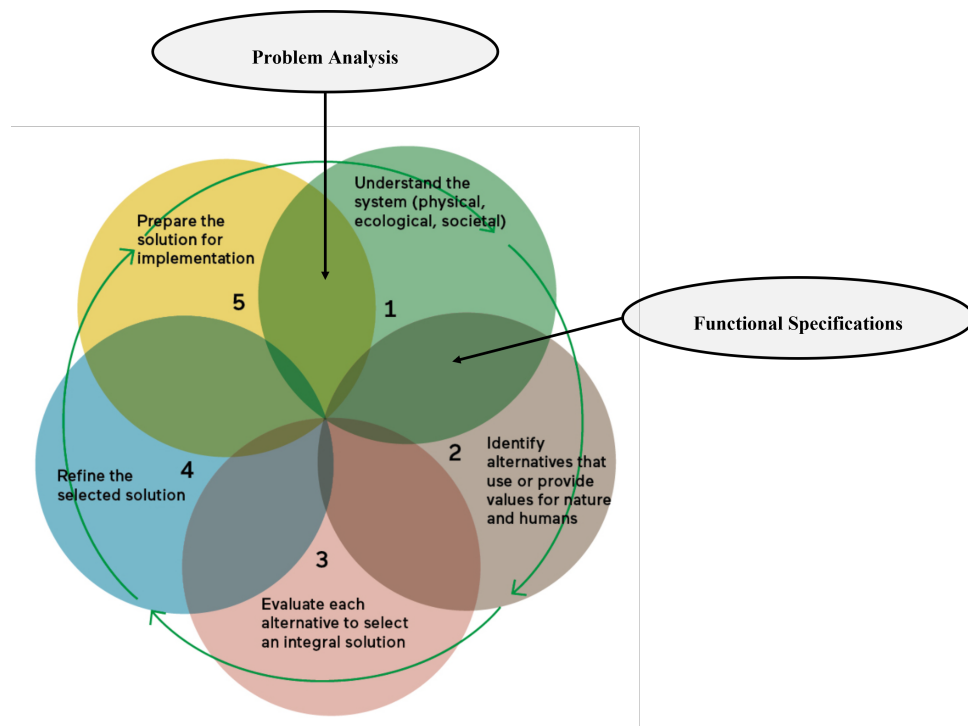 Problem Analysis
Understand the
system (physical,
ecological, societal)
Prepare the
solution for
implementation
5
1
Functional Specifications
2
Identify
alternatives that
use or provide
values for nature
and humans
4
Refine the
selected solution
3
Evaluate each
alternative to select
an integral solution